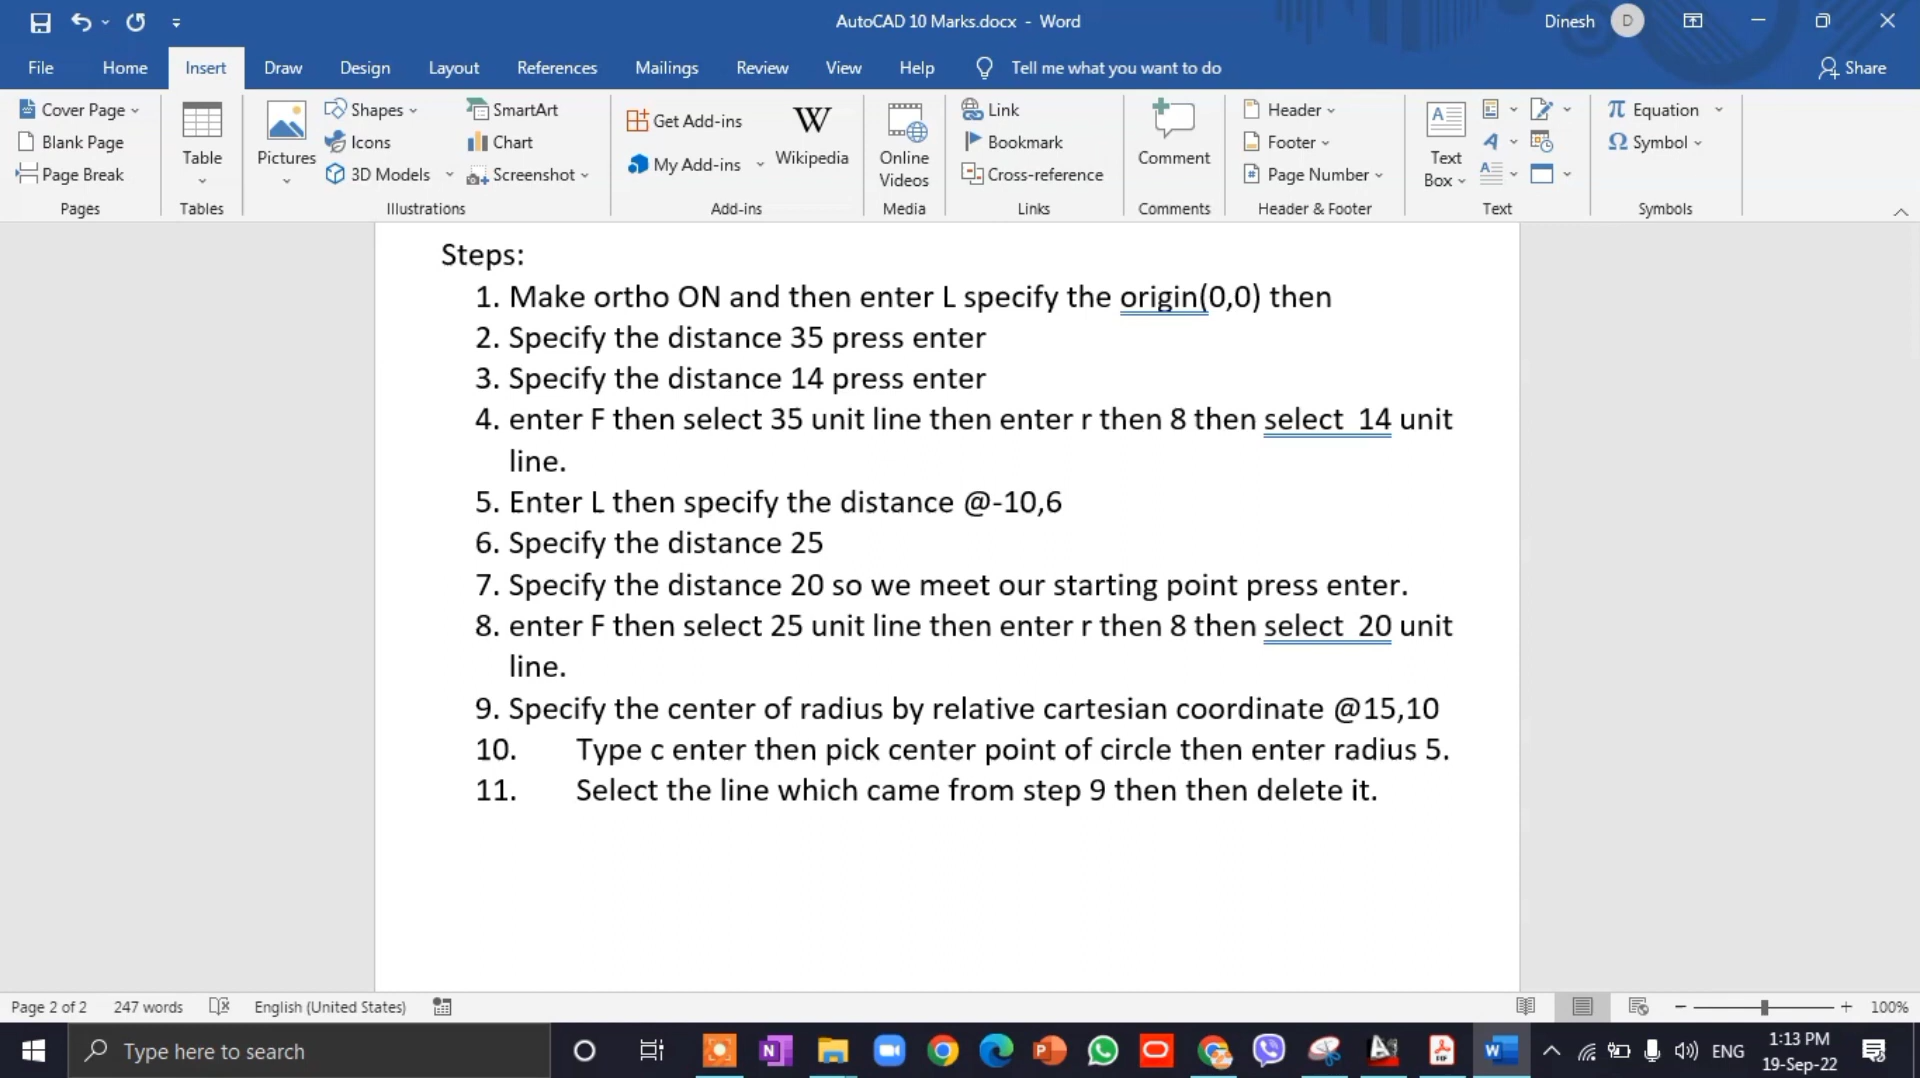 AutoCAD 10 Marks.docx - Word
Dinesh
D
File Home Insert Draw Design Layout References Mailings Review View Help Tell me what you want to do Share
Cover Page
Blank Page
Page Break
Pages
Table
Tables
Pictures
Shapes
Icons
3D Models
SmartArt
Chart
Screenshot
Illustrations
Get Add-ins
My Add-ins
W
Wikipedia
Add-ins
Online
Videos
Media
Link
Bookmark
Cross-reference
Links
Comment
Comments
Header
Footer
Page Number
Header & Footer
Text
Box
Text
π Equation
Ω Symbol
Symbols
Steps:
1. Make ortho ON and then enter L specify the origin(0,0) then
2. Specify the distance 35 press enter
3. Specify the distance 14 press enter
4. enter F then select 35 unit line then enter r then 8 then select  14 unit
line.
5. Enter L then specify the distance @-10,6
6. Specify the distance 25
7. Specify the distance 20 so we meet our starting point press enter.
8. enter F then select 25 unit line then enter r then 8 then select  20 unit
line.
9. Specify the center of radius by relative cartesian coordinate @15,10
10. Type c enter then pick center point of circle then enter radius 5.
11. Select the line which came from step 9 then then delete it.
Page 2 of 2 247 words English (United States) 100%
Type here to search
ENG
1:13 PM
19-Sep-22